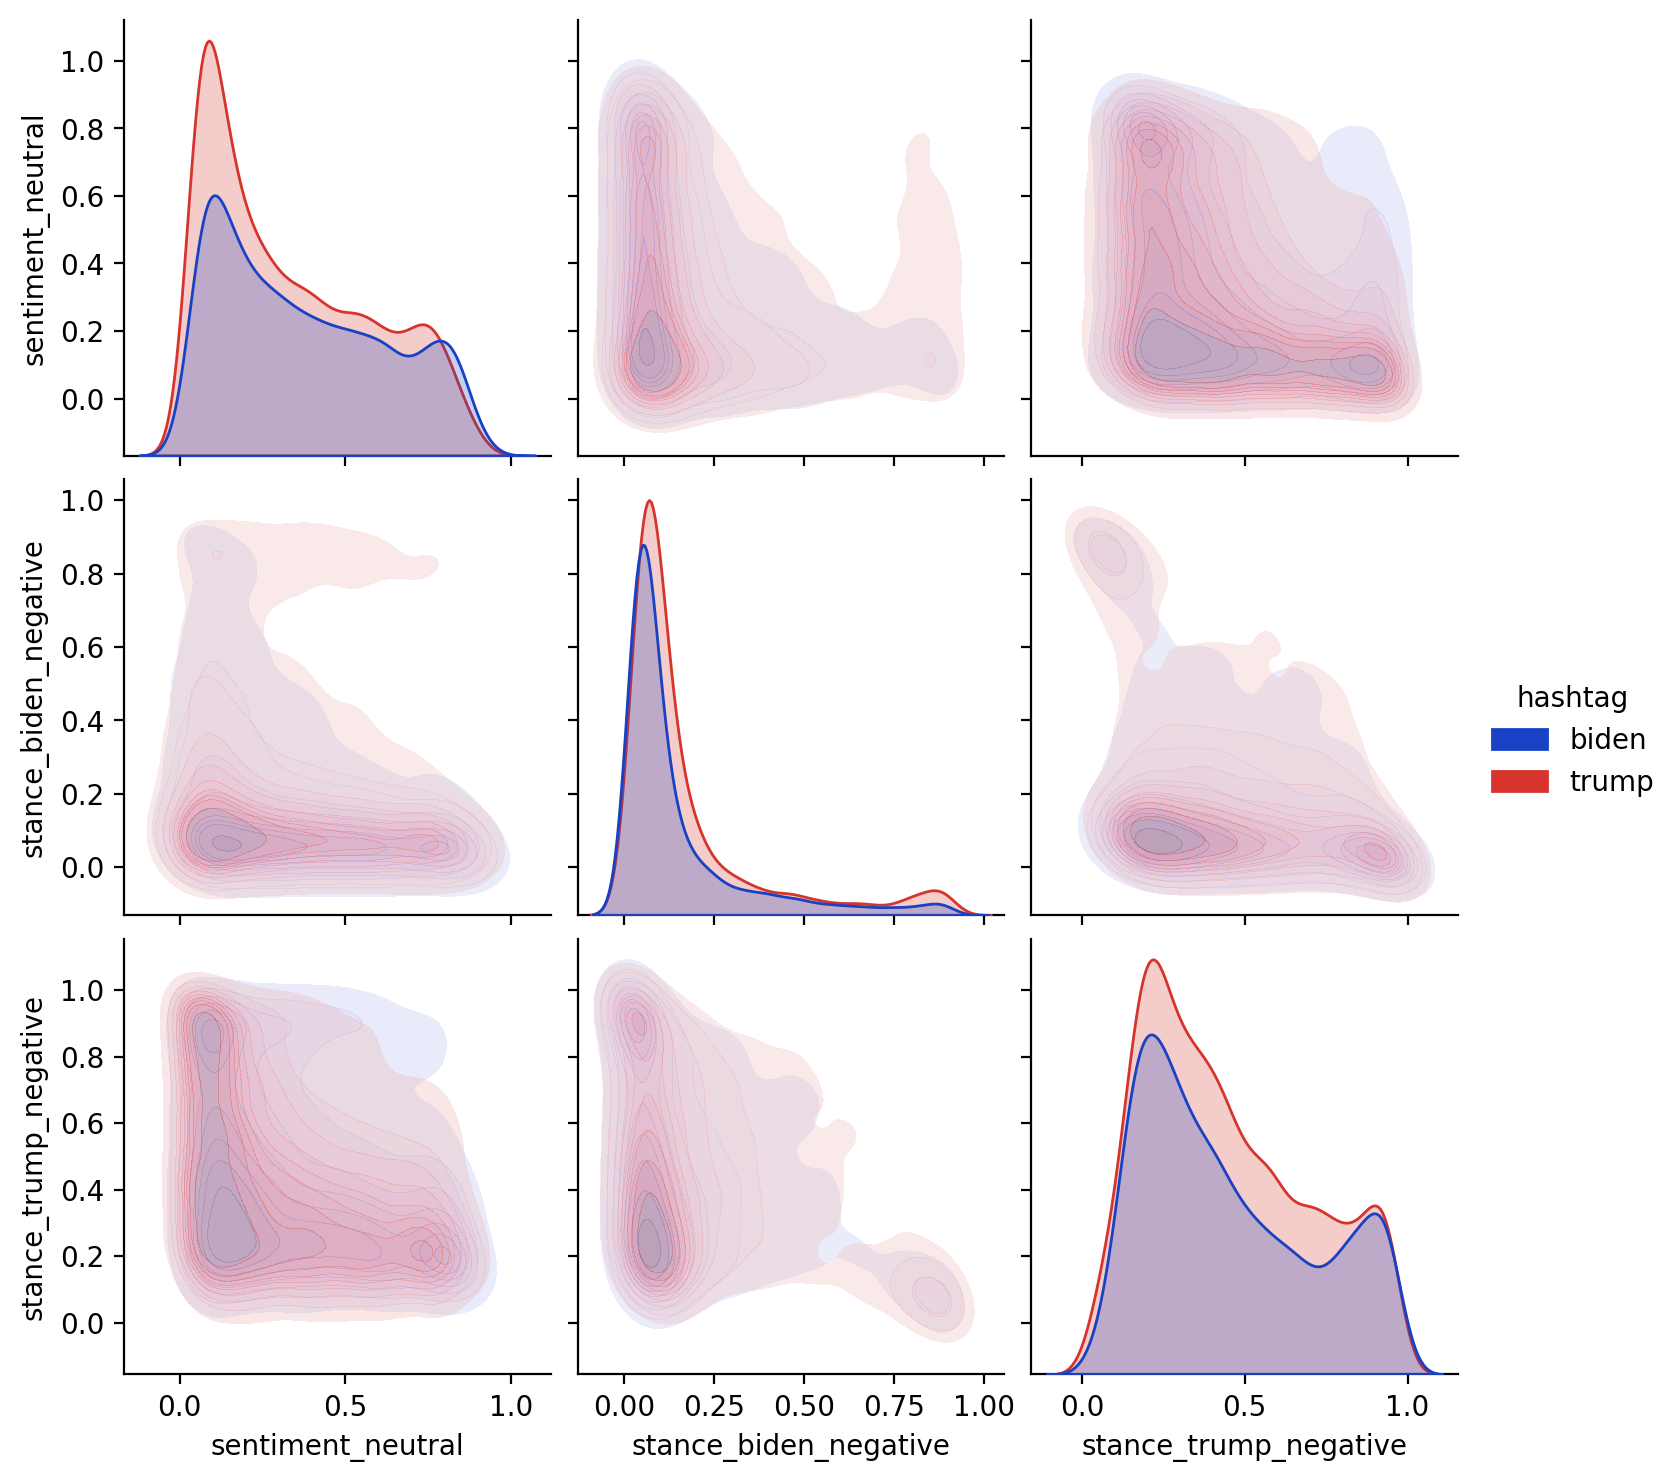 sentiment_neutral
1.0
0.8
0.6
0.4
0.2
0.0
stance_biden_negative
1.0
0.8
0.6
0.4
0.2
0.0
hashtag
biden
trump
stance_trump_negative
1.0
0.8
0.6
0.4
0.2
0.0
0.0 0.5 1.0
0.00 0.25 0.50 0.75 1.00
0.0 0.5 1.0
sentiment_neutral
stance_biden_negative
stance_trump_negative